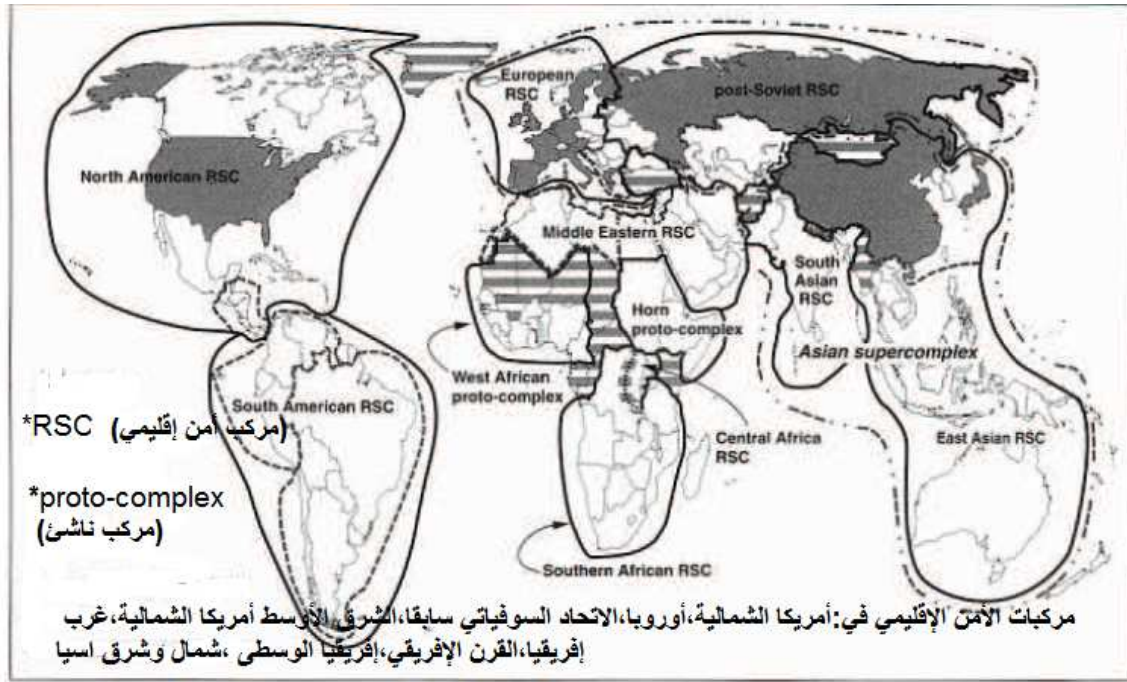 European
RSC
post-Soviet RSC
North American RSC
Middle Eastern RSC
South
Asian
RSC
Horn
proto-complex
Asian supercomplex
West African
proto-complex
South American RSC
*RSC (مركب أمن إقليمي)
Central Africa
RSC
East Asian RSC
*proto-complex
(مركب ناشئ)
Southern African RSC
مركبات الأمن الإقليمي في:أمريكا الشمالية،أوروبا،الاتحاد السوفياتي سابقا،الشرق الأوسط أمريكا الشمالية،غرب
إفريقيا،القرن الإفريقي،إفريقيا الوسطى ،شمال وشرق اسيا